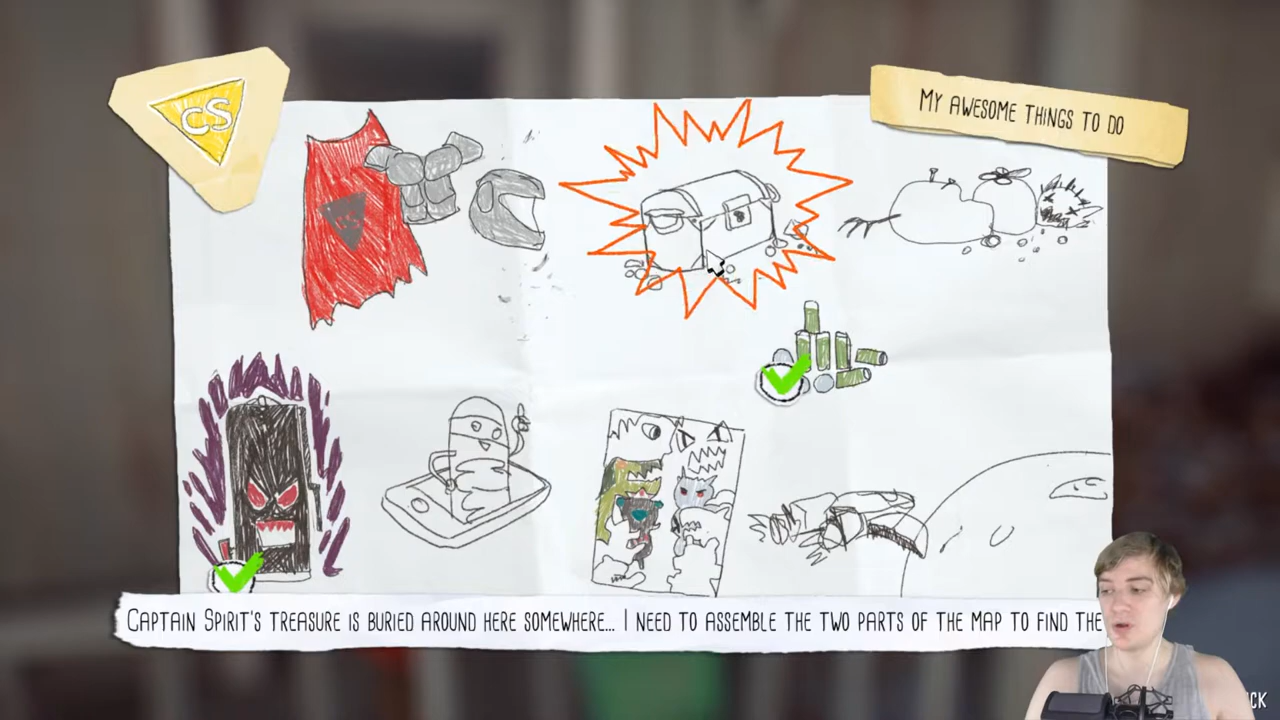 CS
MY AWESOME THINGS TO DO
CAPTAIN SPIRIT'S TREASURE IS BURIED AROUND HERE SOMEWHERE... I NEED TO ASSEMBLE THE TWO PARTS OF THE MAP TO FIND THE